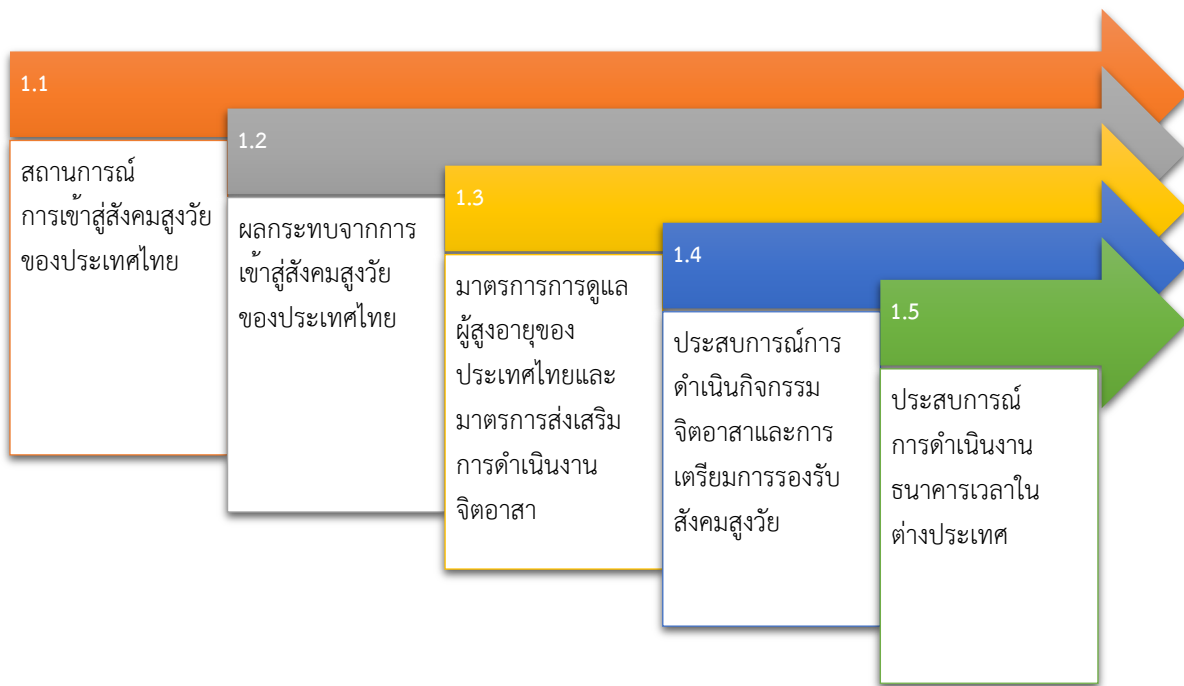 1.1
สถานการณ์
การเข้าสู่สังคมสูงวัย
ของประเทศไทย
1.2
ผลกระทบจากการ
เข้าสู่สังคมสูงวัย
ของประเทศไทย
1.3
มาตรการการดูแล
ผู้สูงอายุของ
ประเทศไทยและ
มาตรการส่งเสริม
การดำเนินงาน
จิตอาสา
1.4
ประสบการณ์การ
ดำเนินกิจกรรม
จิตอาสาและการ
เตรียมการรองรับ
สังคมสูงวัย
1.5
ประสบการณ์
การดำเนินงาน
ธนาคารเวลาใน
ต่างประเทศ